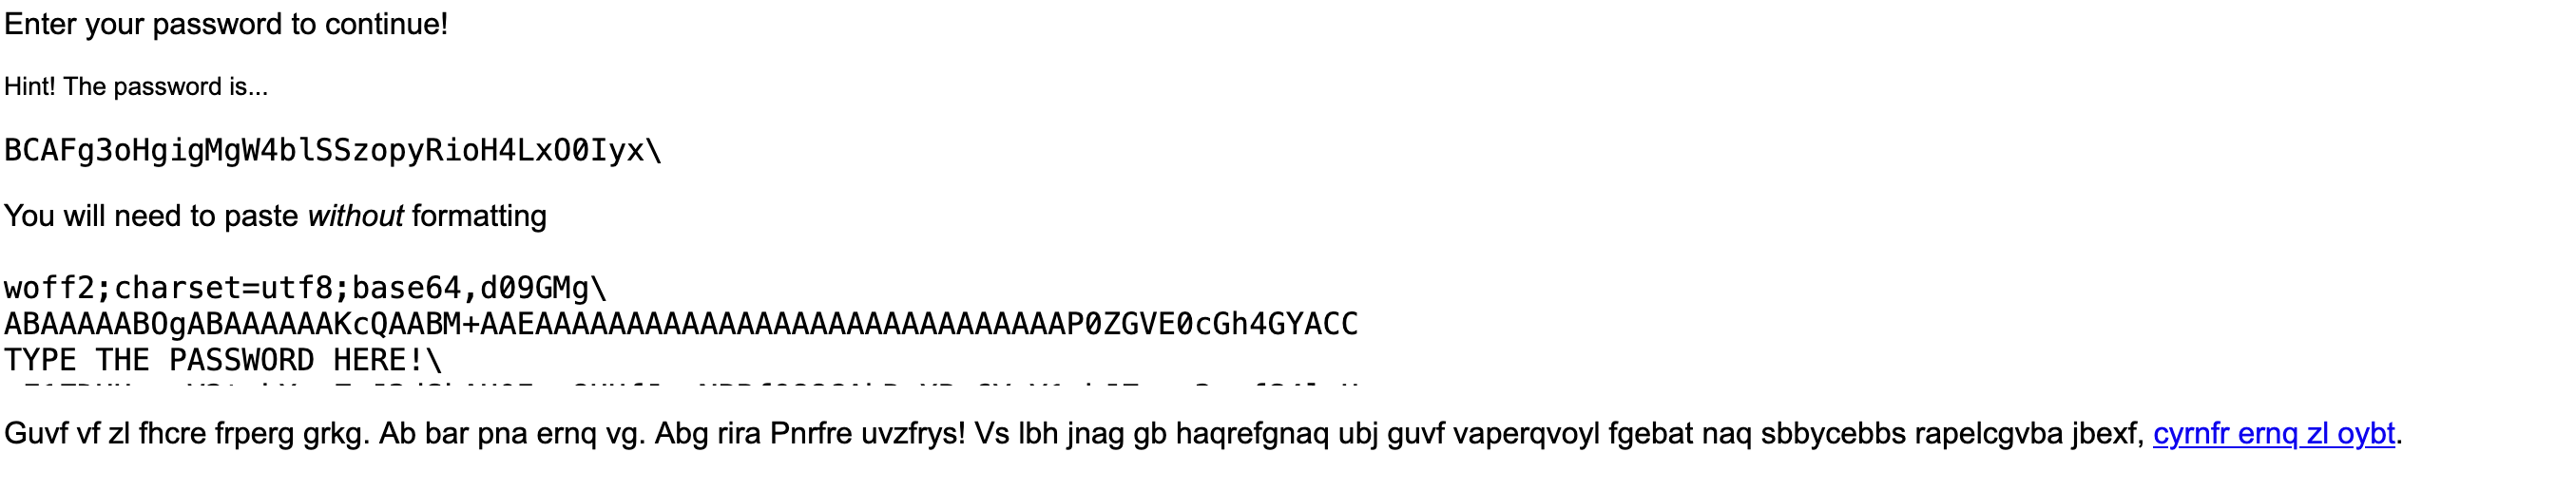 Enter your password to continue!
Hint! The password is...
BCAFg3oHgigMgW4blSSzopyRioH4LxO0Iyx\
You will need to paste without formatting
woff2;charset=utf8;base64,d09GMg\
ABAAAAABOgABAAAAAAKcQAABM+AAEAAAAAAAAAAAAAAAAAAAAAAAAAAAAAP0ZGVE0cGh4GYACC
TYPE THE PASSWORD HERE!\
Guvf vf zl fhcre frperg grkg. Ab bar pna ernq vg. Abg rira Pnrfre uvzfrys! Vs lbh jnag gb haqrefgnaq ubj guvf vaperqvoyl fgebat naq sbbycebbs rapelcgvba jbexf, cyrnfr ernq zl oybt.